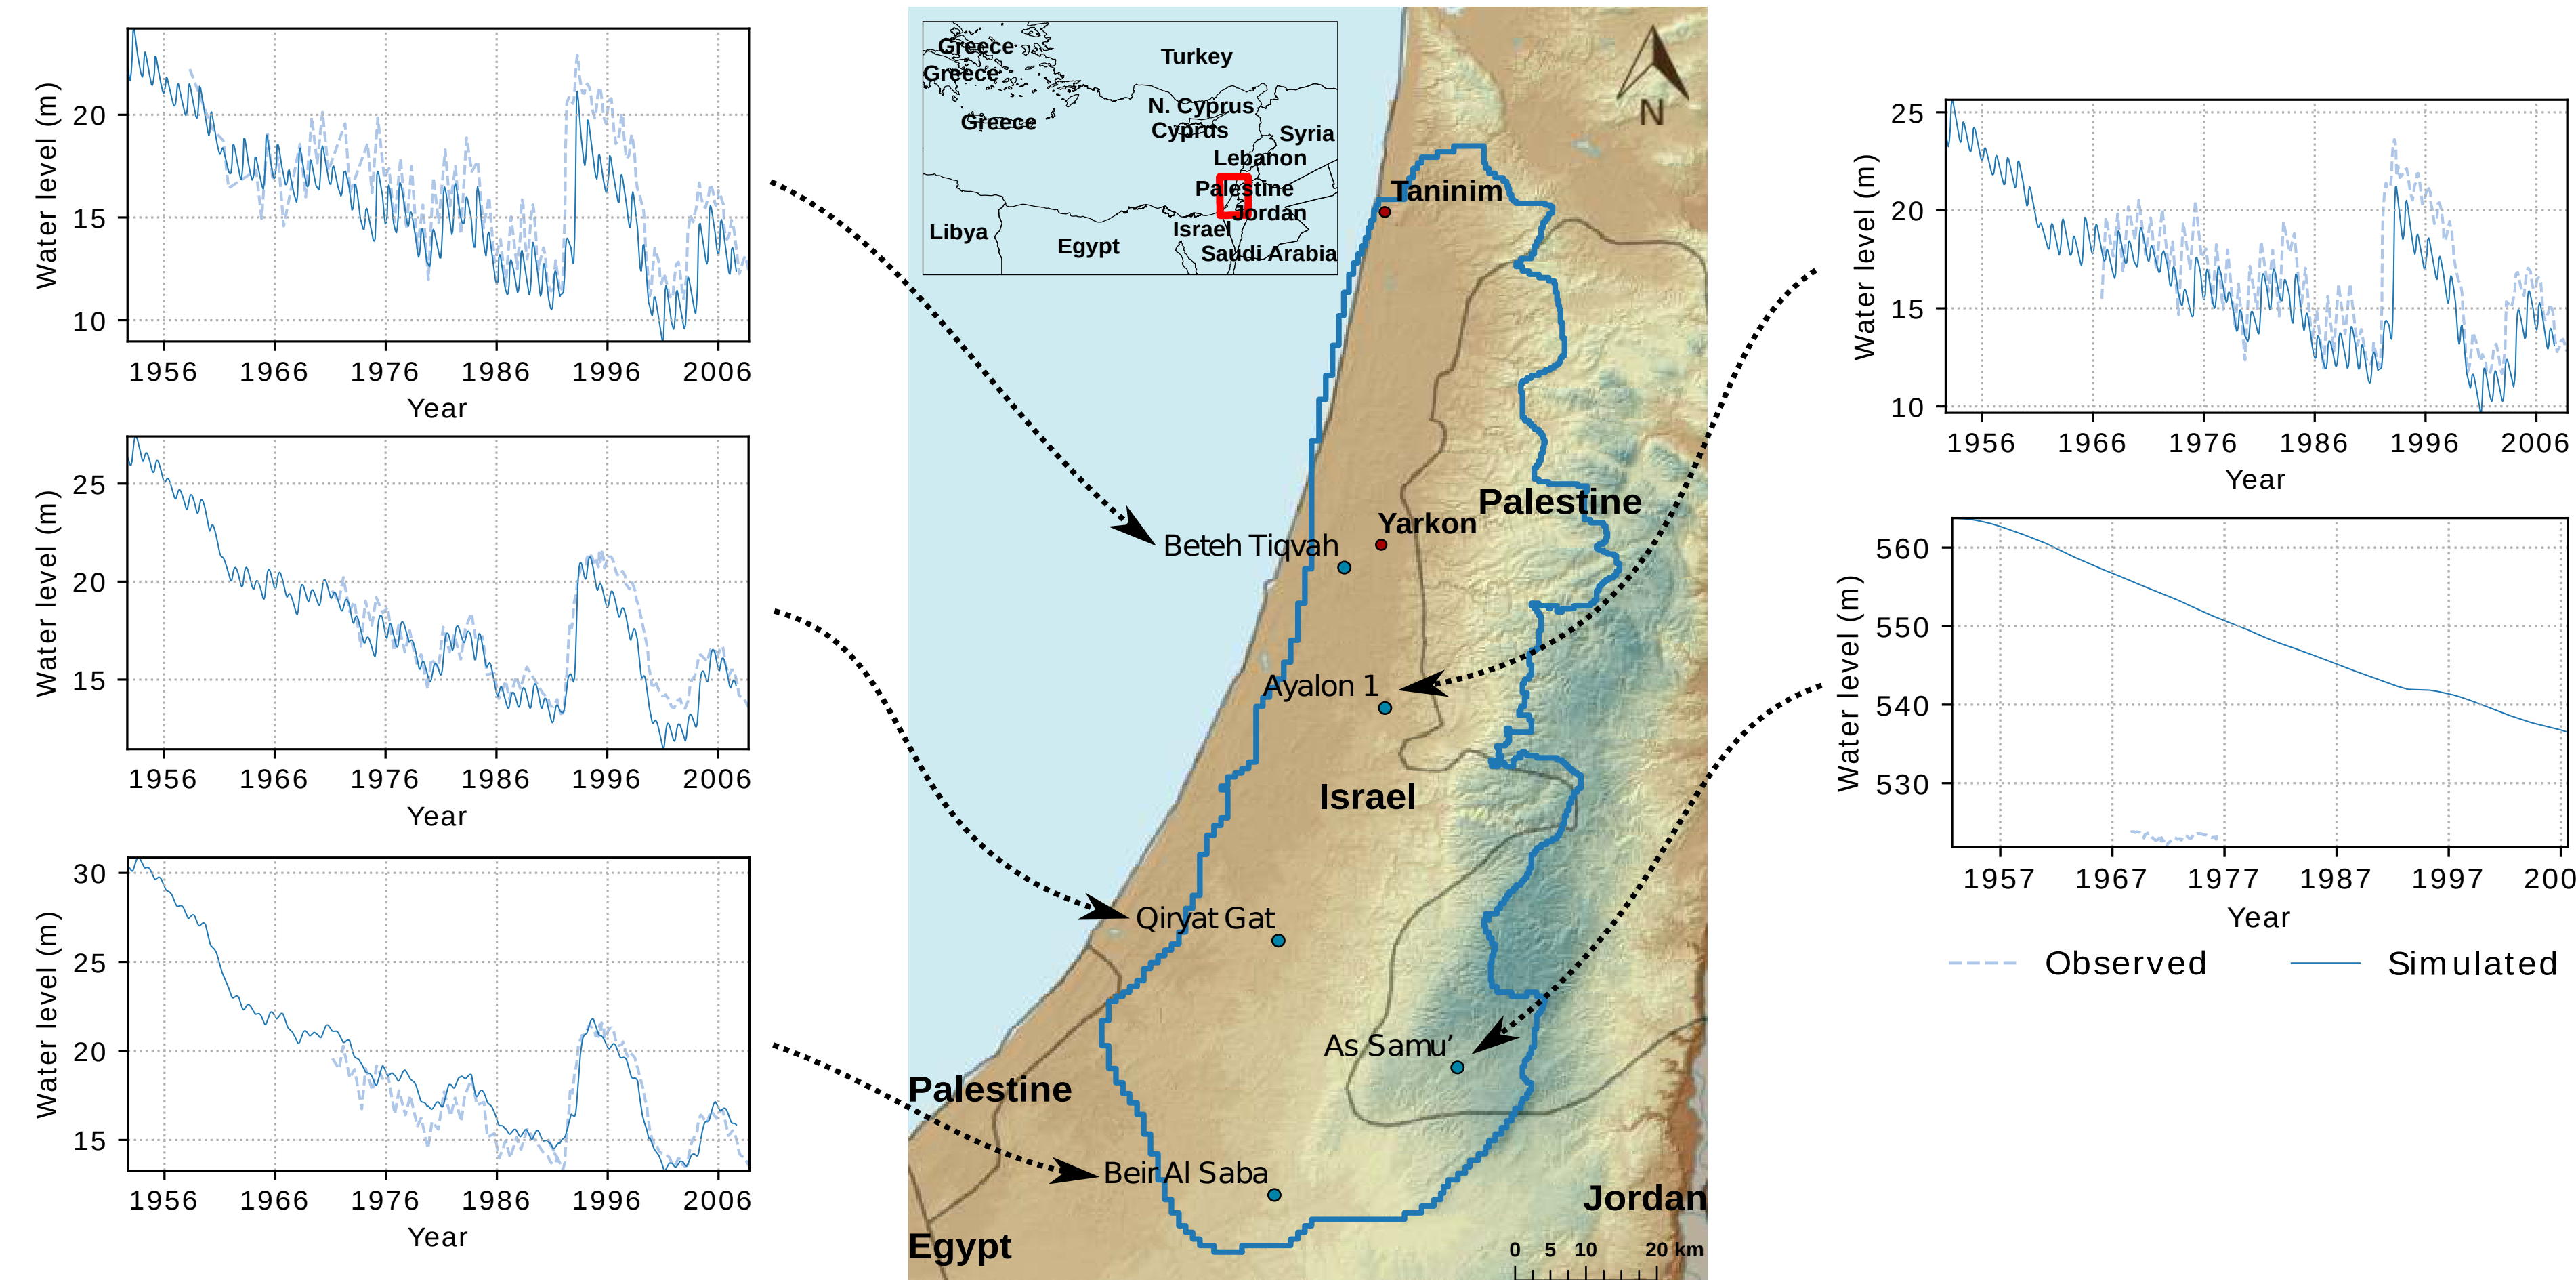 Water level (m)
20
15
10
1956 1966 1976 1986 1996 2006
Year
Water level (m)
25
20
15
1956 1966 1976 1986 1996 2006
Year
Water level (m)
30
25
20
15
1956 1966 1976 1986 1996 2006
Year
Greece
Turkey
Greece
N. Cyprus
Greece
Cyprus
Syria
Lebanon
Palestine
Jordan
Libya
Israel
Egypt
Saudi Arabia
N
Taninim
Palestine
Yarkon
Beteh Tiqvah
Ayalon 1
Israel
Qiryat Gat
As Samu’
Palestine
Beir Al Saba
Jordan
Egypt
0 5 10 20 km
Water level (m)
25
20
15
10
1956 1966 1976 1986 1996 2006
Year
Water level (m)
560
550
540
530
1957 1967 1977 1987 1997 200
Year
Observed Simulated